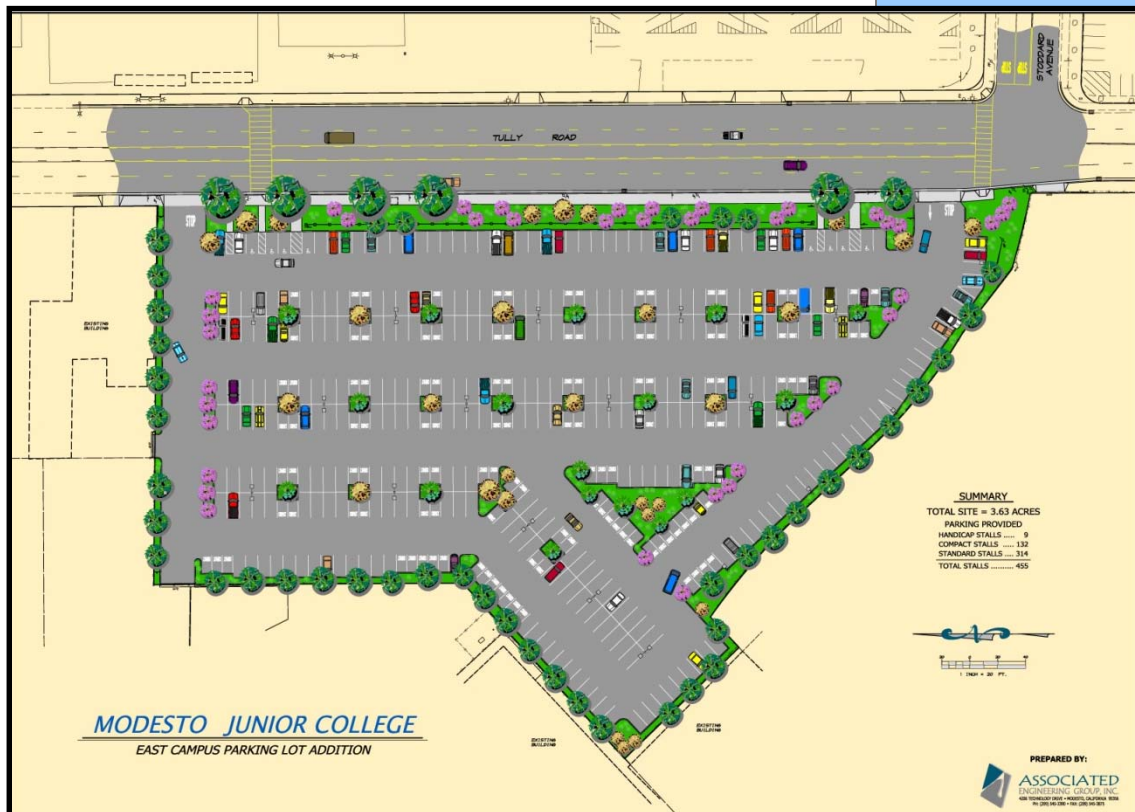 STOP
STOP
STODDARD
AVENUE
TULLY ROAD
STOP
STOP
EXISTING
BUILDING
SUMMARY
TOTAL SITE = 3.63 ACRES
PARKING PROVIDED
HANDICAP STALLS ..... 9
COMPACT STALLS ..... 132
STANDARD STALLS .... 314
TOTAL STALLS .......... 455
1 INCH = 20 FT.
MODESTO JUNIOR COLLEGE
EAST CAMPUS PARKING LOT ADDITION
EXISTING
BUILDING
EXISTING
BUILDING
PREPARED BY:
ASSOCIATED
ENGINEERING GROUP, INC.